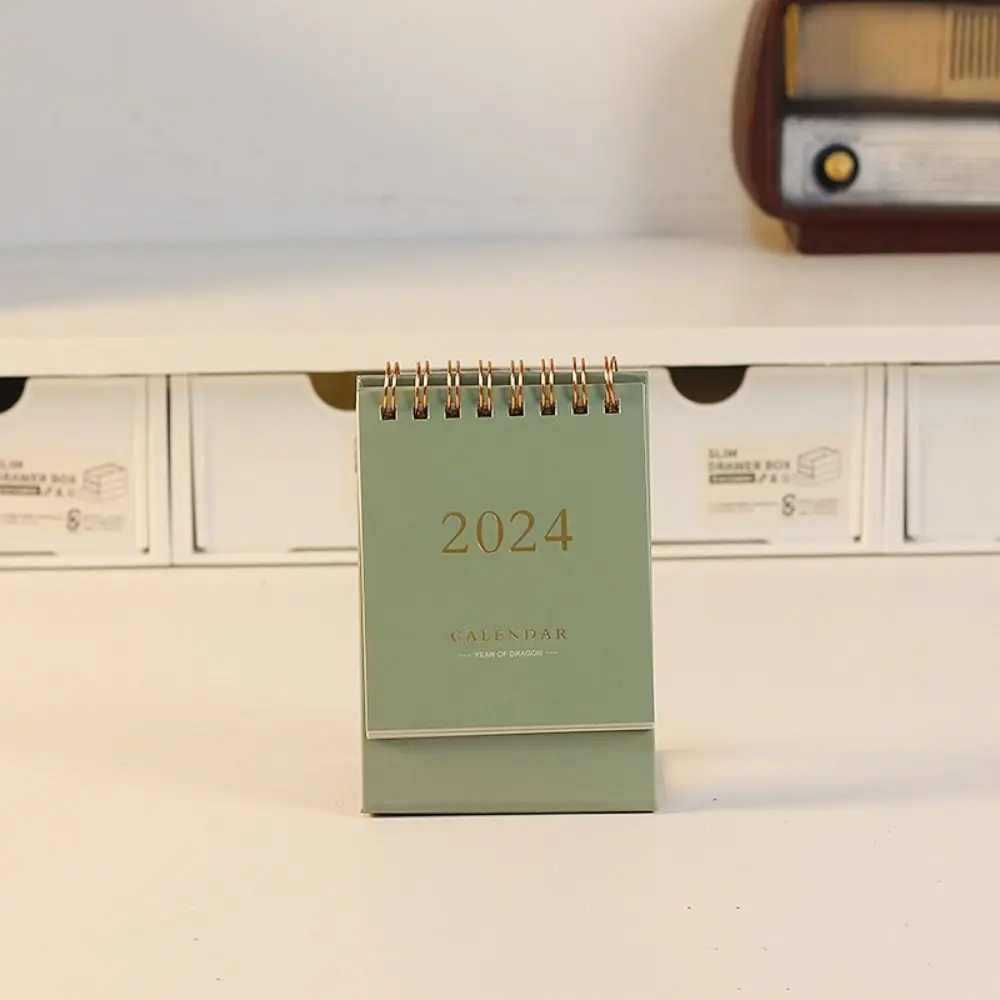 2024
CALENDAR
YEAR OF DRAGON
SLIM
DRAWER BOX
SLIM
DRAWER BOX